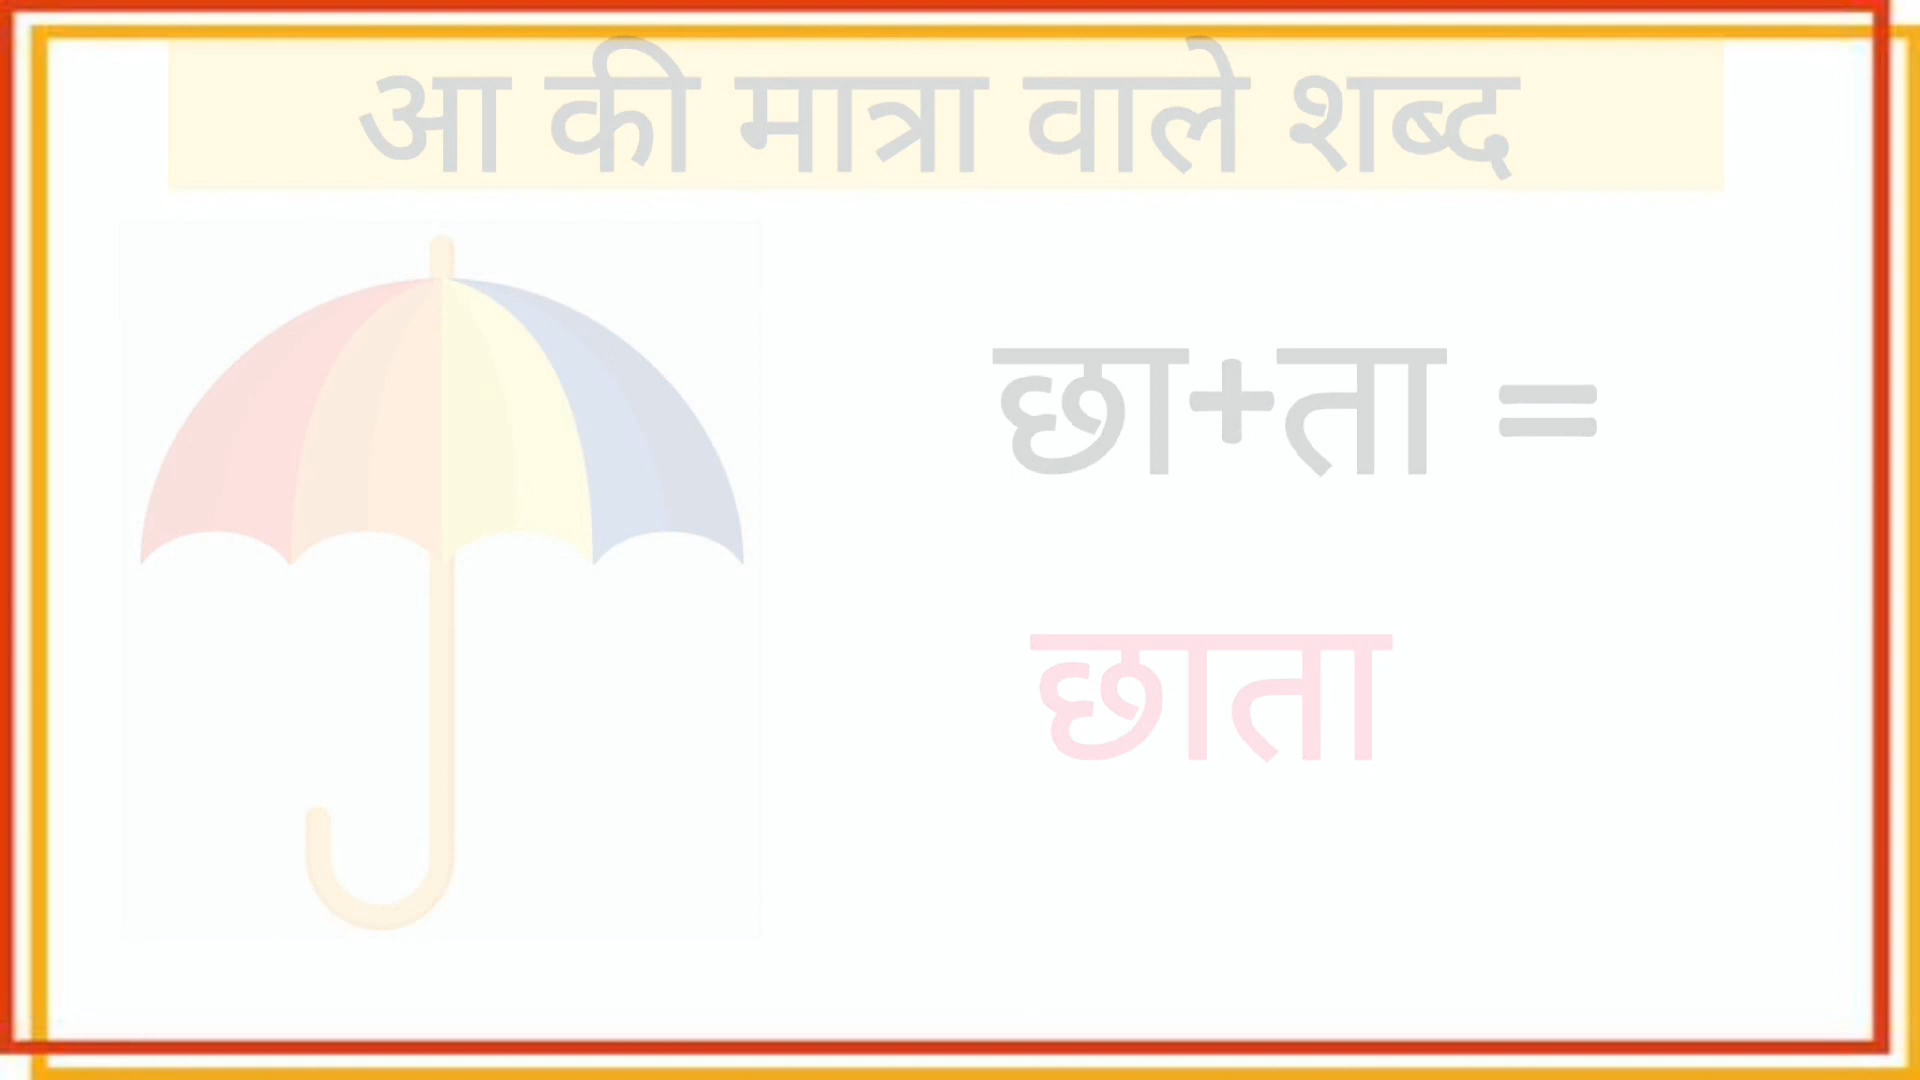 आ की मात्रा वाले शब्द
छा+ता =
छाता